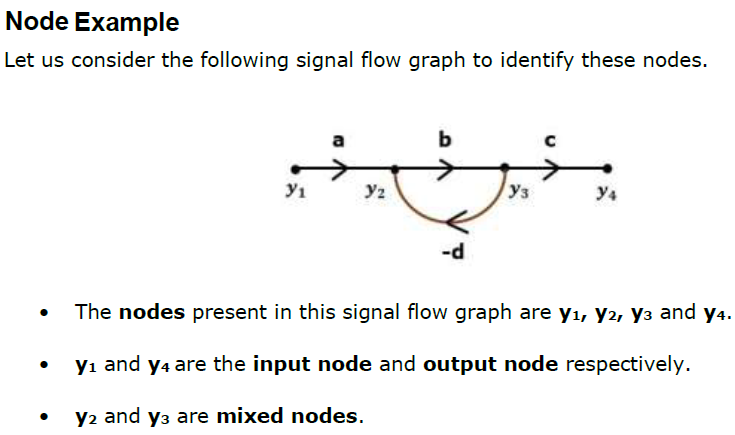 Node Example
Let us consider the following signal flow graph to identify these nodes.
a b c
y₁ y₂ y₃ y₄
-d
• The nodes present in this signal flow graph are y₁, y₂, y₃ and y₄.
• y₁ and y₄ are the input node and output node respectively.
• y₂ and y₃ are mixed nodes.